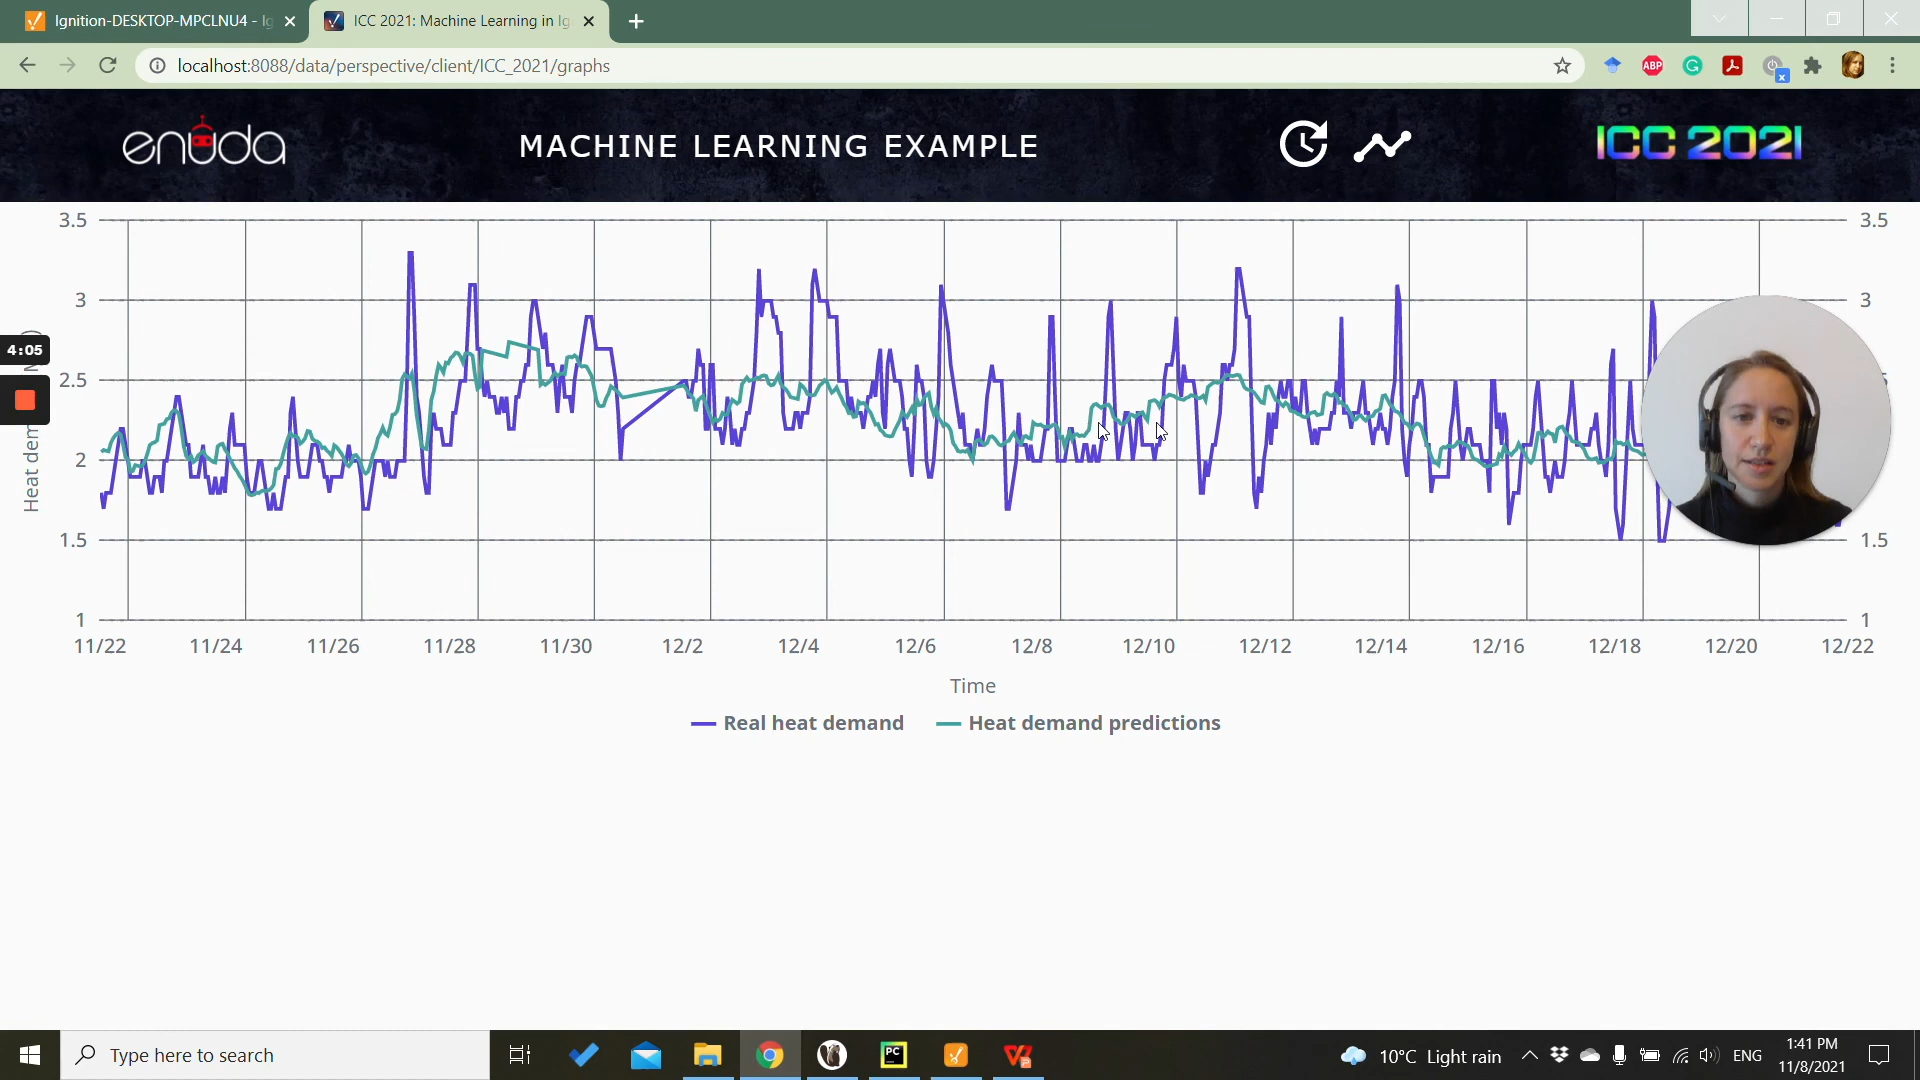 Ignition-DESKTOP-MPCLNU4 - Ig
ICC 2021: Machine Learning in Ig
localhost:8088/data/perspective/client/ICC_2021/graphs
ABP
enuda
MACHINE LEARNING EXAMPLE
ICC 2021
3.5
3
2.5
2
1.5
1
Heat dem
3.5
3
1.5
1
4:05
11/22 11/24 11/26 11/28 11/30 12/2 12/4 12/6 12/8 12/10 12/12 12/14 12/16 12/18 12/20 12/22
Time
Real heat demand Heat demand predictions
Type here to search
PC
10°C Light rain
ENG
1:41 PM
11/8/2021